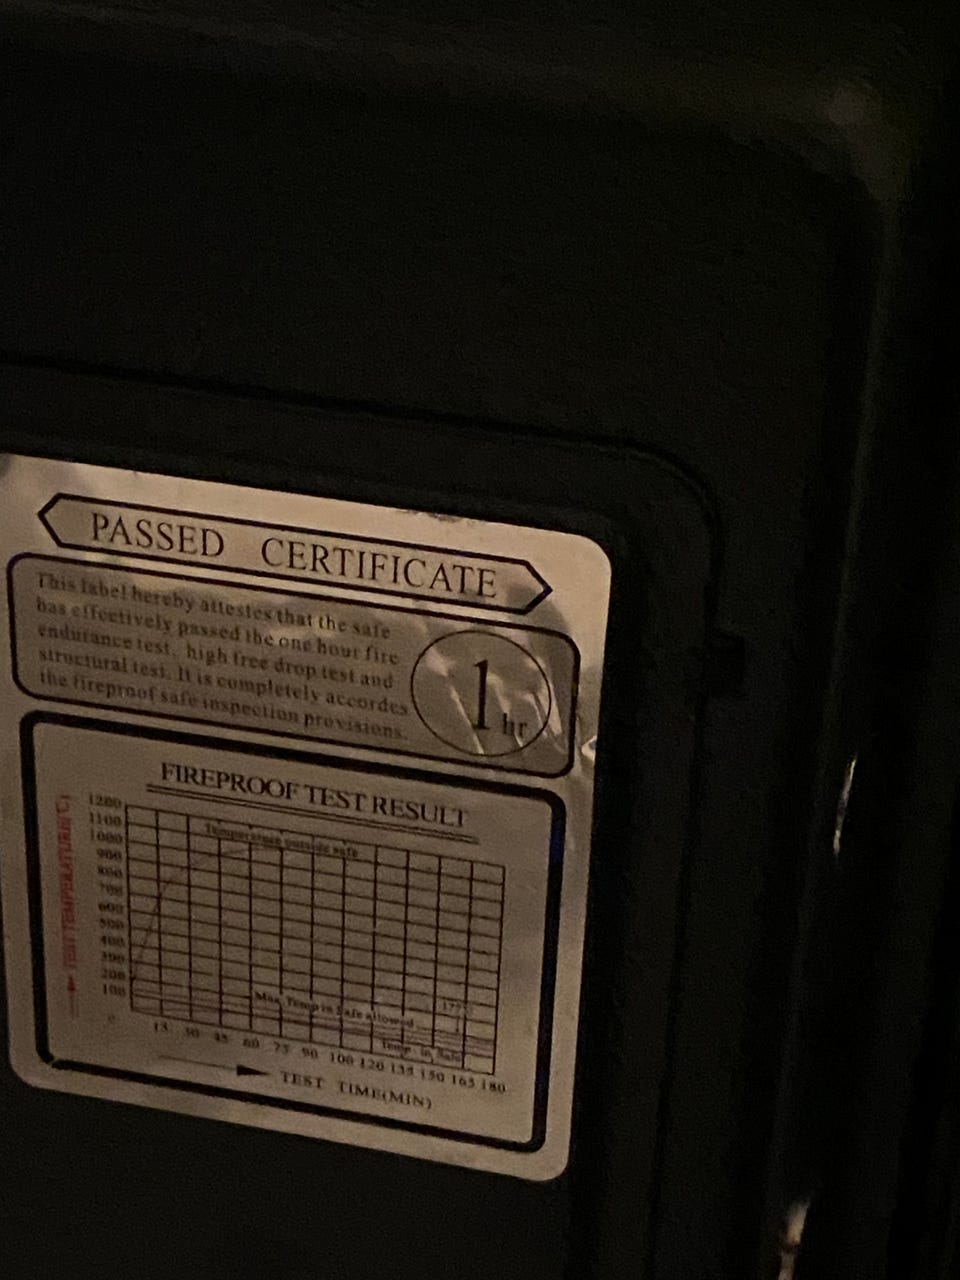 PASSED CERTIFICATE
This label hereby attestes that the safe
has effectively passed the one hour fire
endurance test, high free drop test and
structural test. It is completely accordes
the fireproof safe inspection provisions.
1 hr
FIREPROOF TEST RESULT
TEST TEMPERATURE(°C)
1200
1100
1000
900
800
700
600
500
400
300
200
100
Temperature outside safe
Max. Temp in Safe allowed
Temp. in Safe
15 30 45 60 75 90 100 120 135 150 165 180
TEST TIME(MIN)